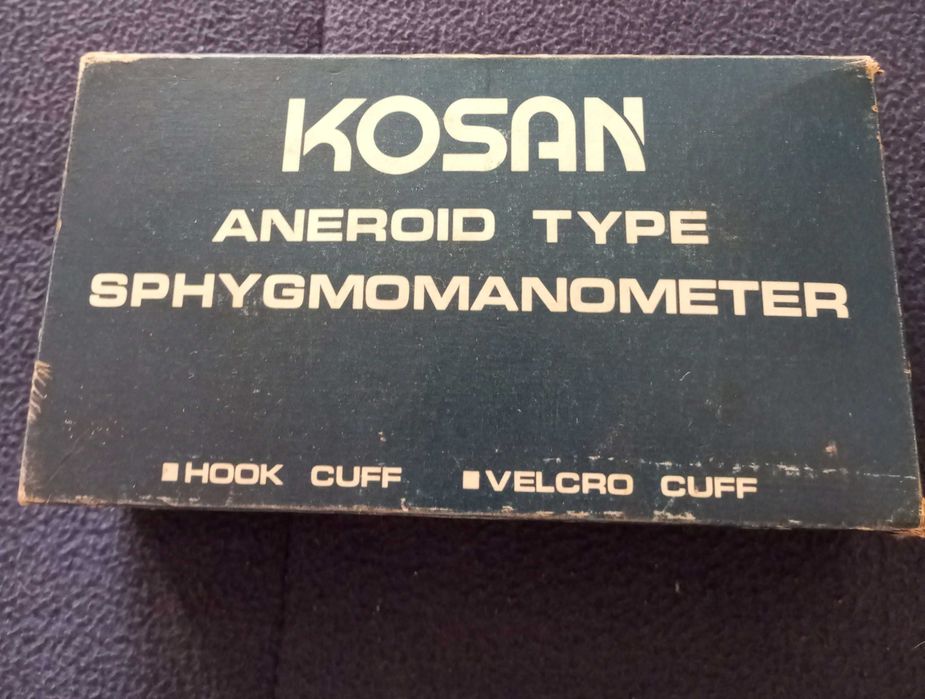 KOSAN
ANEROID TYPE
SPHYGMOMANOMETER
HOOK CUFF VELCRO CUFF